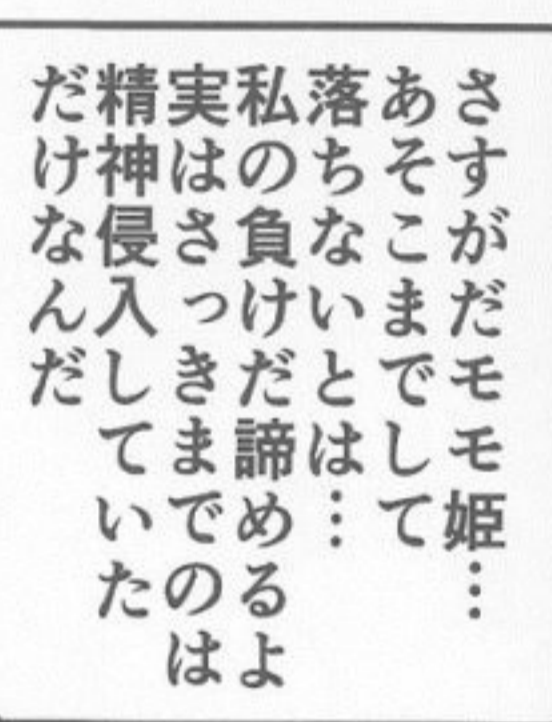 さすがだモモ姫…
あそこまでして
落ちないとは…
私の負けだ諦めるよ
実はさっきまでのは
精神侵入していた
だけなんだ